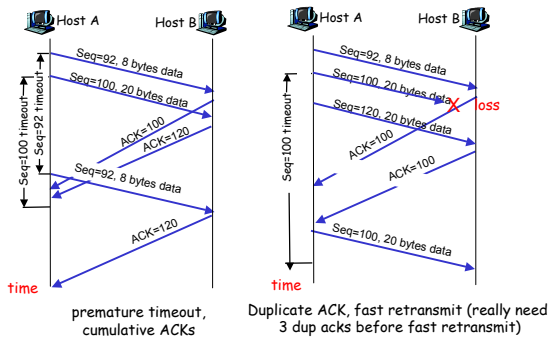 Host A
Host B
Seq=92, 8 bytes data
Seq=100, 20 bytes data
ACK=100
ACK=120
Seq=92, 8 bytes data
ACK=120
Seq=100 timeout
Seq=92 timeout
time
premature timeout,
cumulative ACKs
Host A
Host B
Seq=92, 8 bytes data
Seq=100, 20 bytes data
X
loss
Seq=120, 20 bytes data
ACK=100
ACK=100
Seq=100, 20 bytes data
Seq=100 timeout
time
Duplicate ACK, fast retransmit (really need
3 dup acks before fast retransmit)